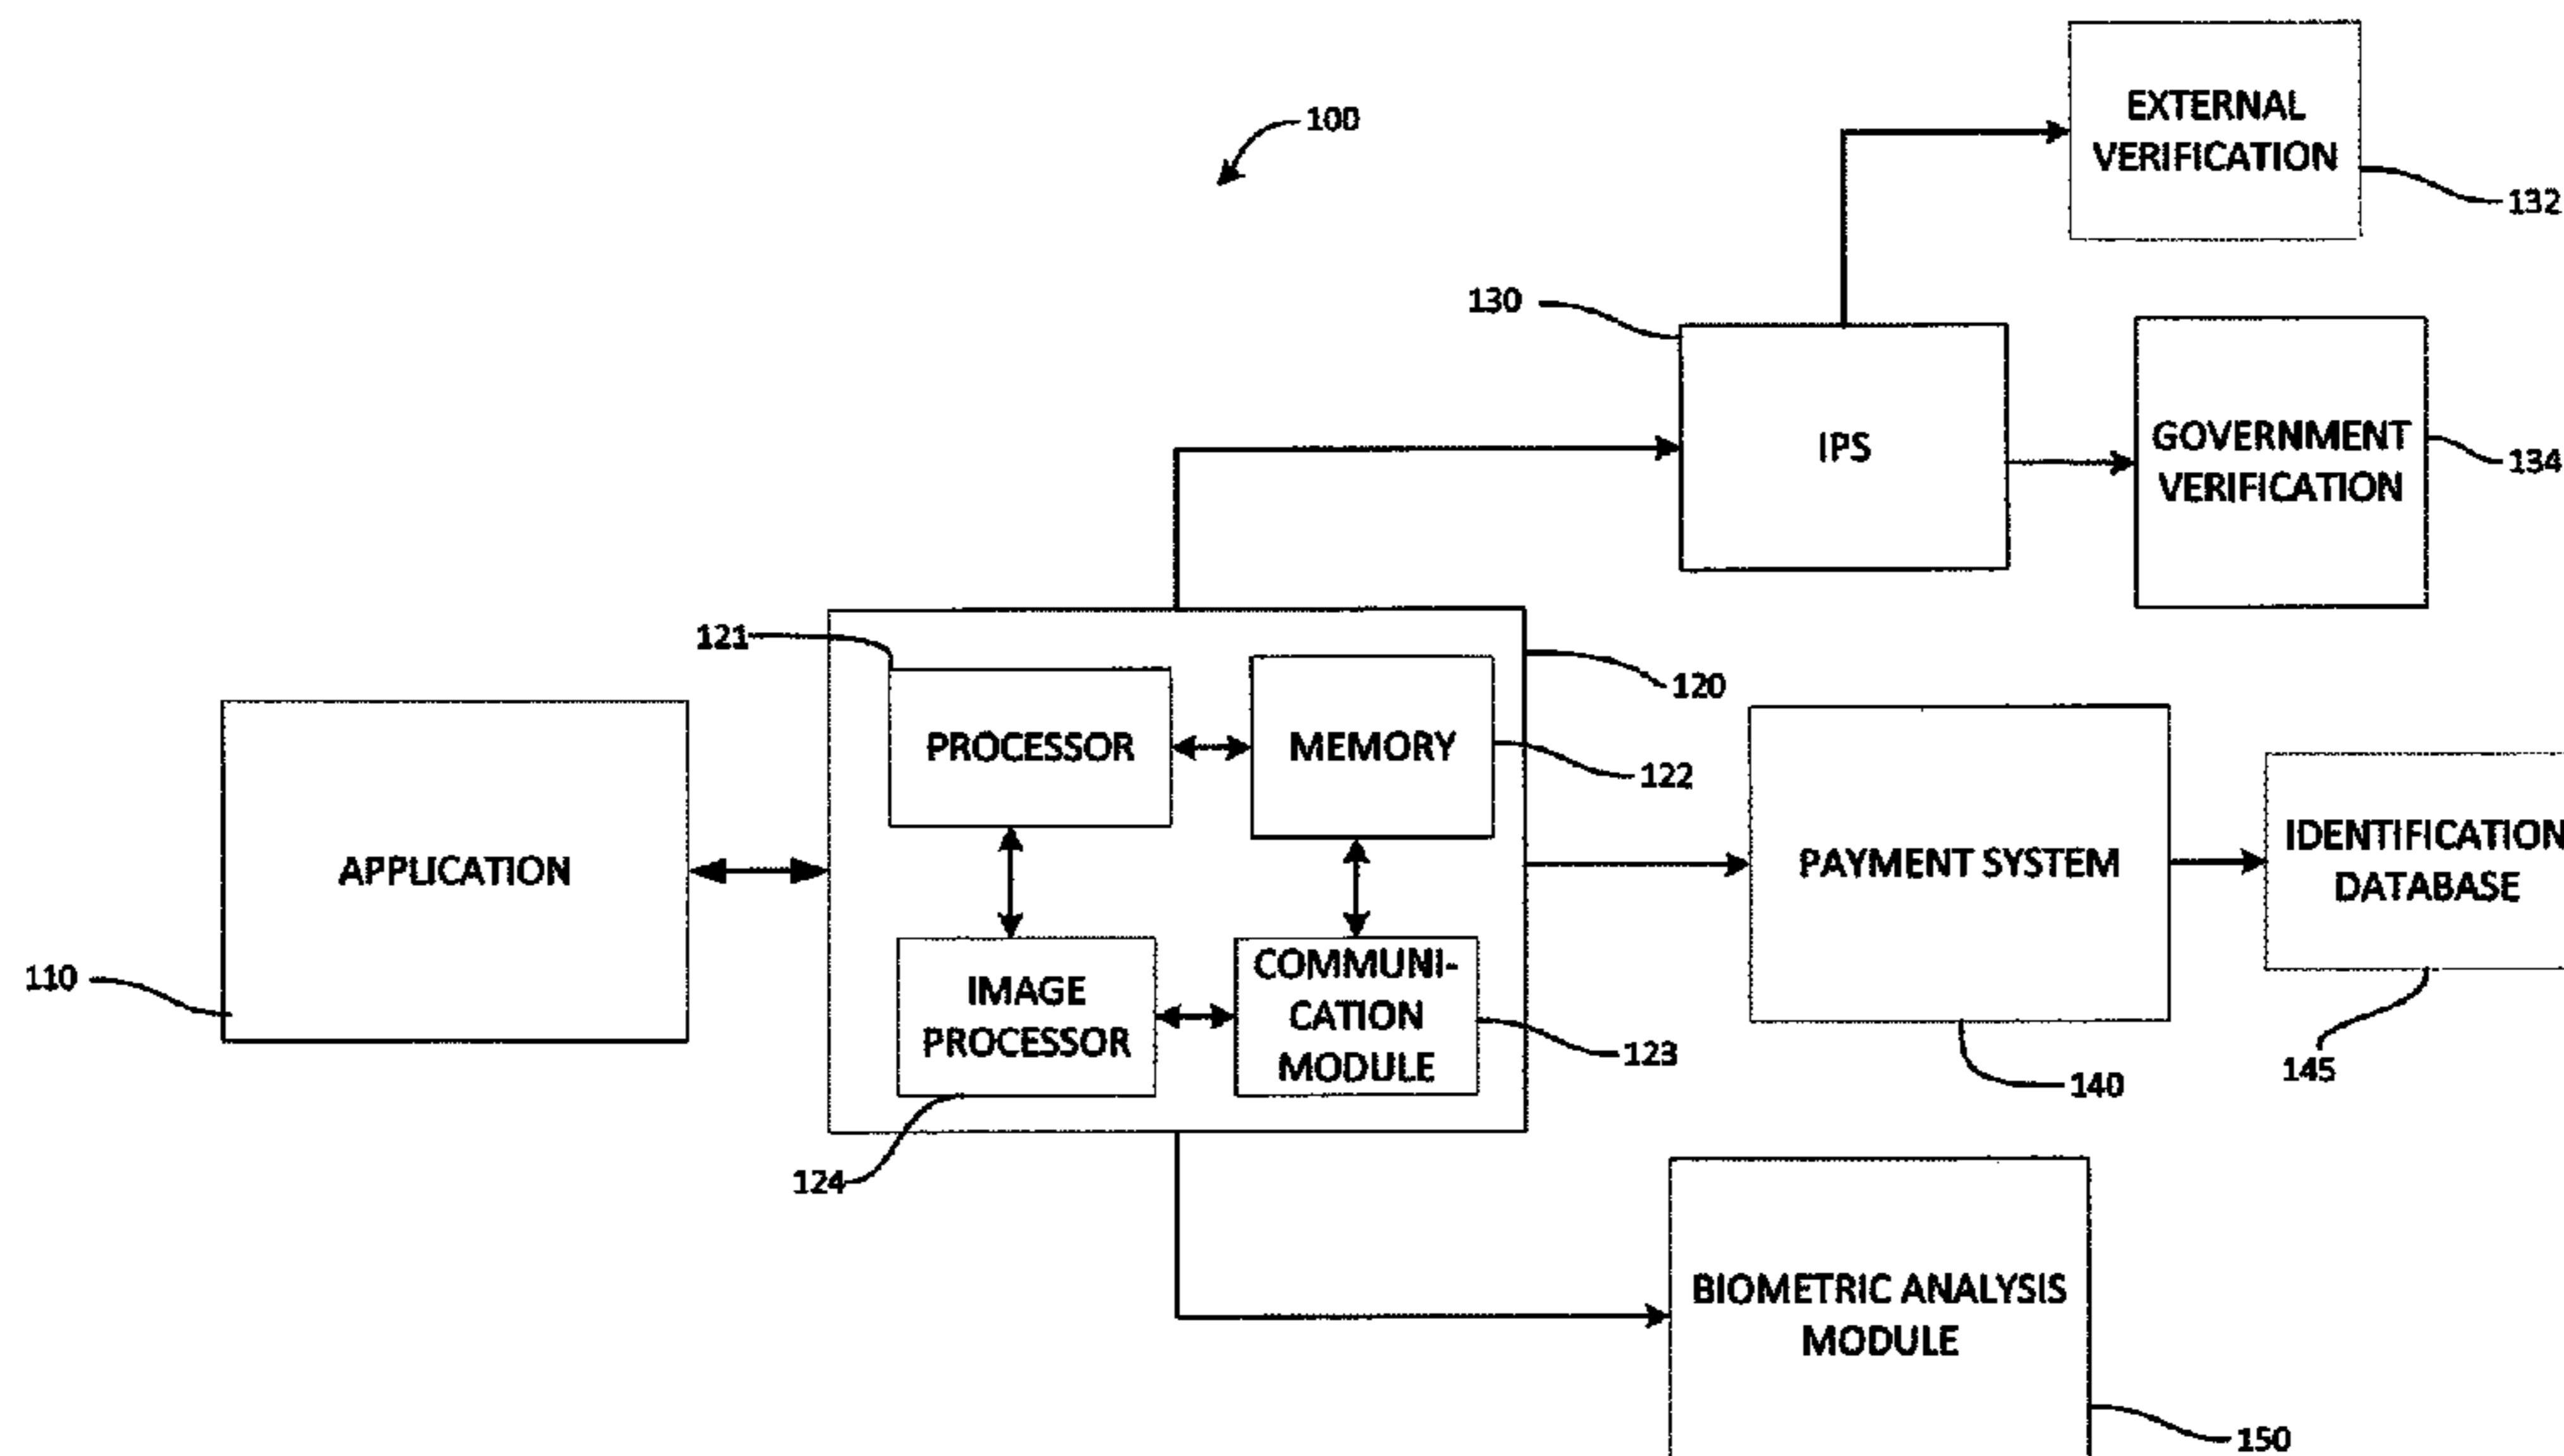 100
EXTERNAL
VERIFICATION
132
130
IPS
GOVERNMENT
VERIFICATION
134
121
120
PROCESSOR
MEMORY
122
APPLICATION
110
PAYMENT SYSTEM
140
IDENTIFICATION
DATABASE
145
IMAGE
PROCESSOR
124
COMMUNI-
CATION
MODULE
123
BIOMETRIC ANALYSIS
MODULE
150